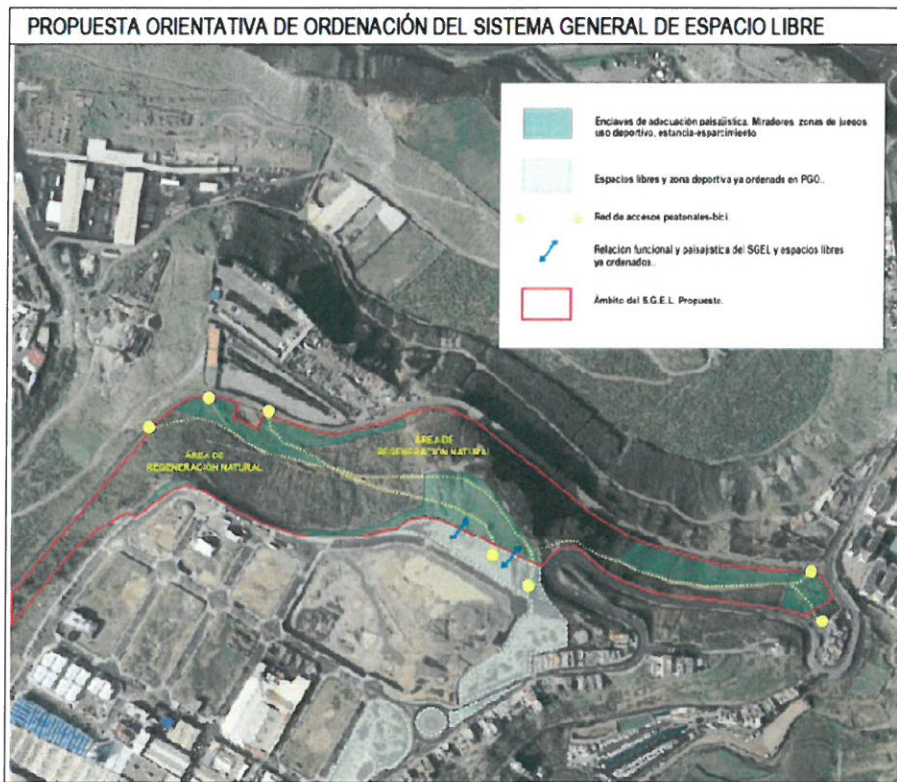 PROPUESTA ORIENTATIVA DE ORDENACIÓN DEL SISTEMA GENERAL DE ESPACIO LIBRE
Enclaves de adecuación paisajística. Miradores, zonas de juegos,
uso deportivo, estancia-esparcimiento
Espacios libres y zona deportiva ya ordenada en PGO..
Red de accesos peatonales-bici.
Relación funcional y paisajística del SGEL y espacios libres
ya ordenados..
Ámbito del S.G.E.L. Propuesto.
ÁREA DE
REGENERACIÓN NATURAL
ÁREA DE
REGENERACIÓN NATURAL